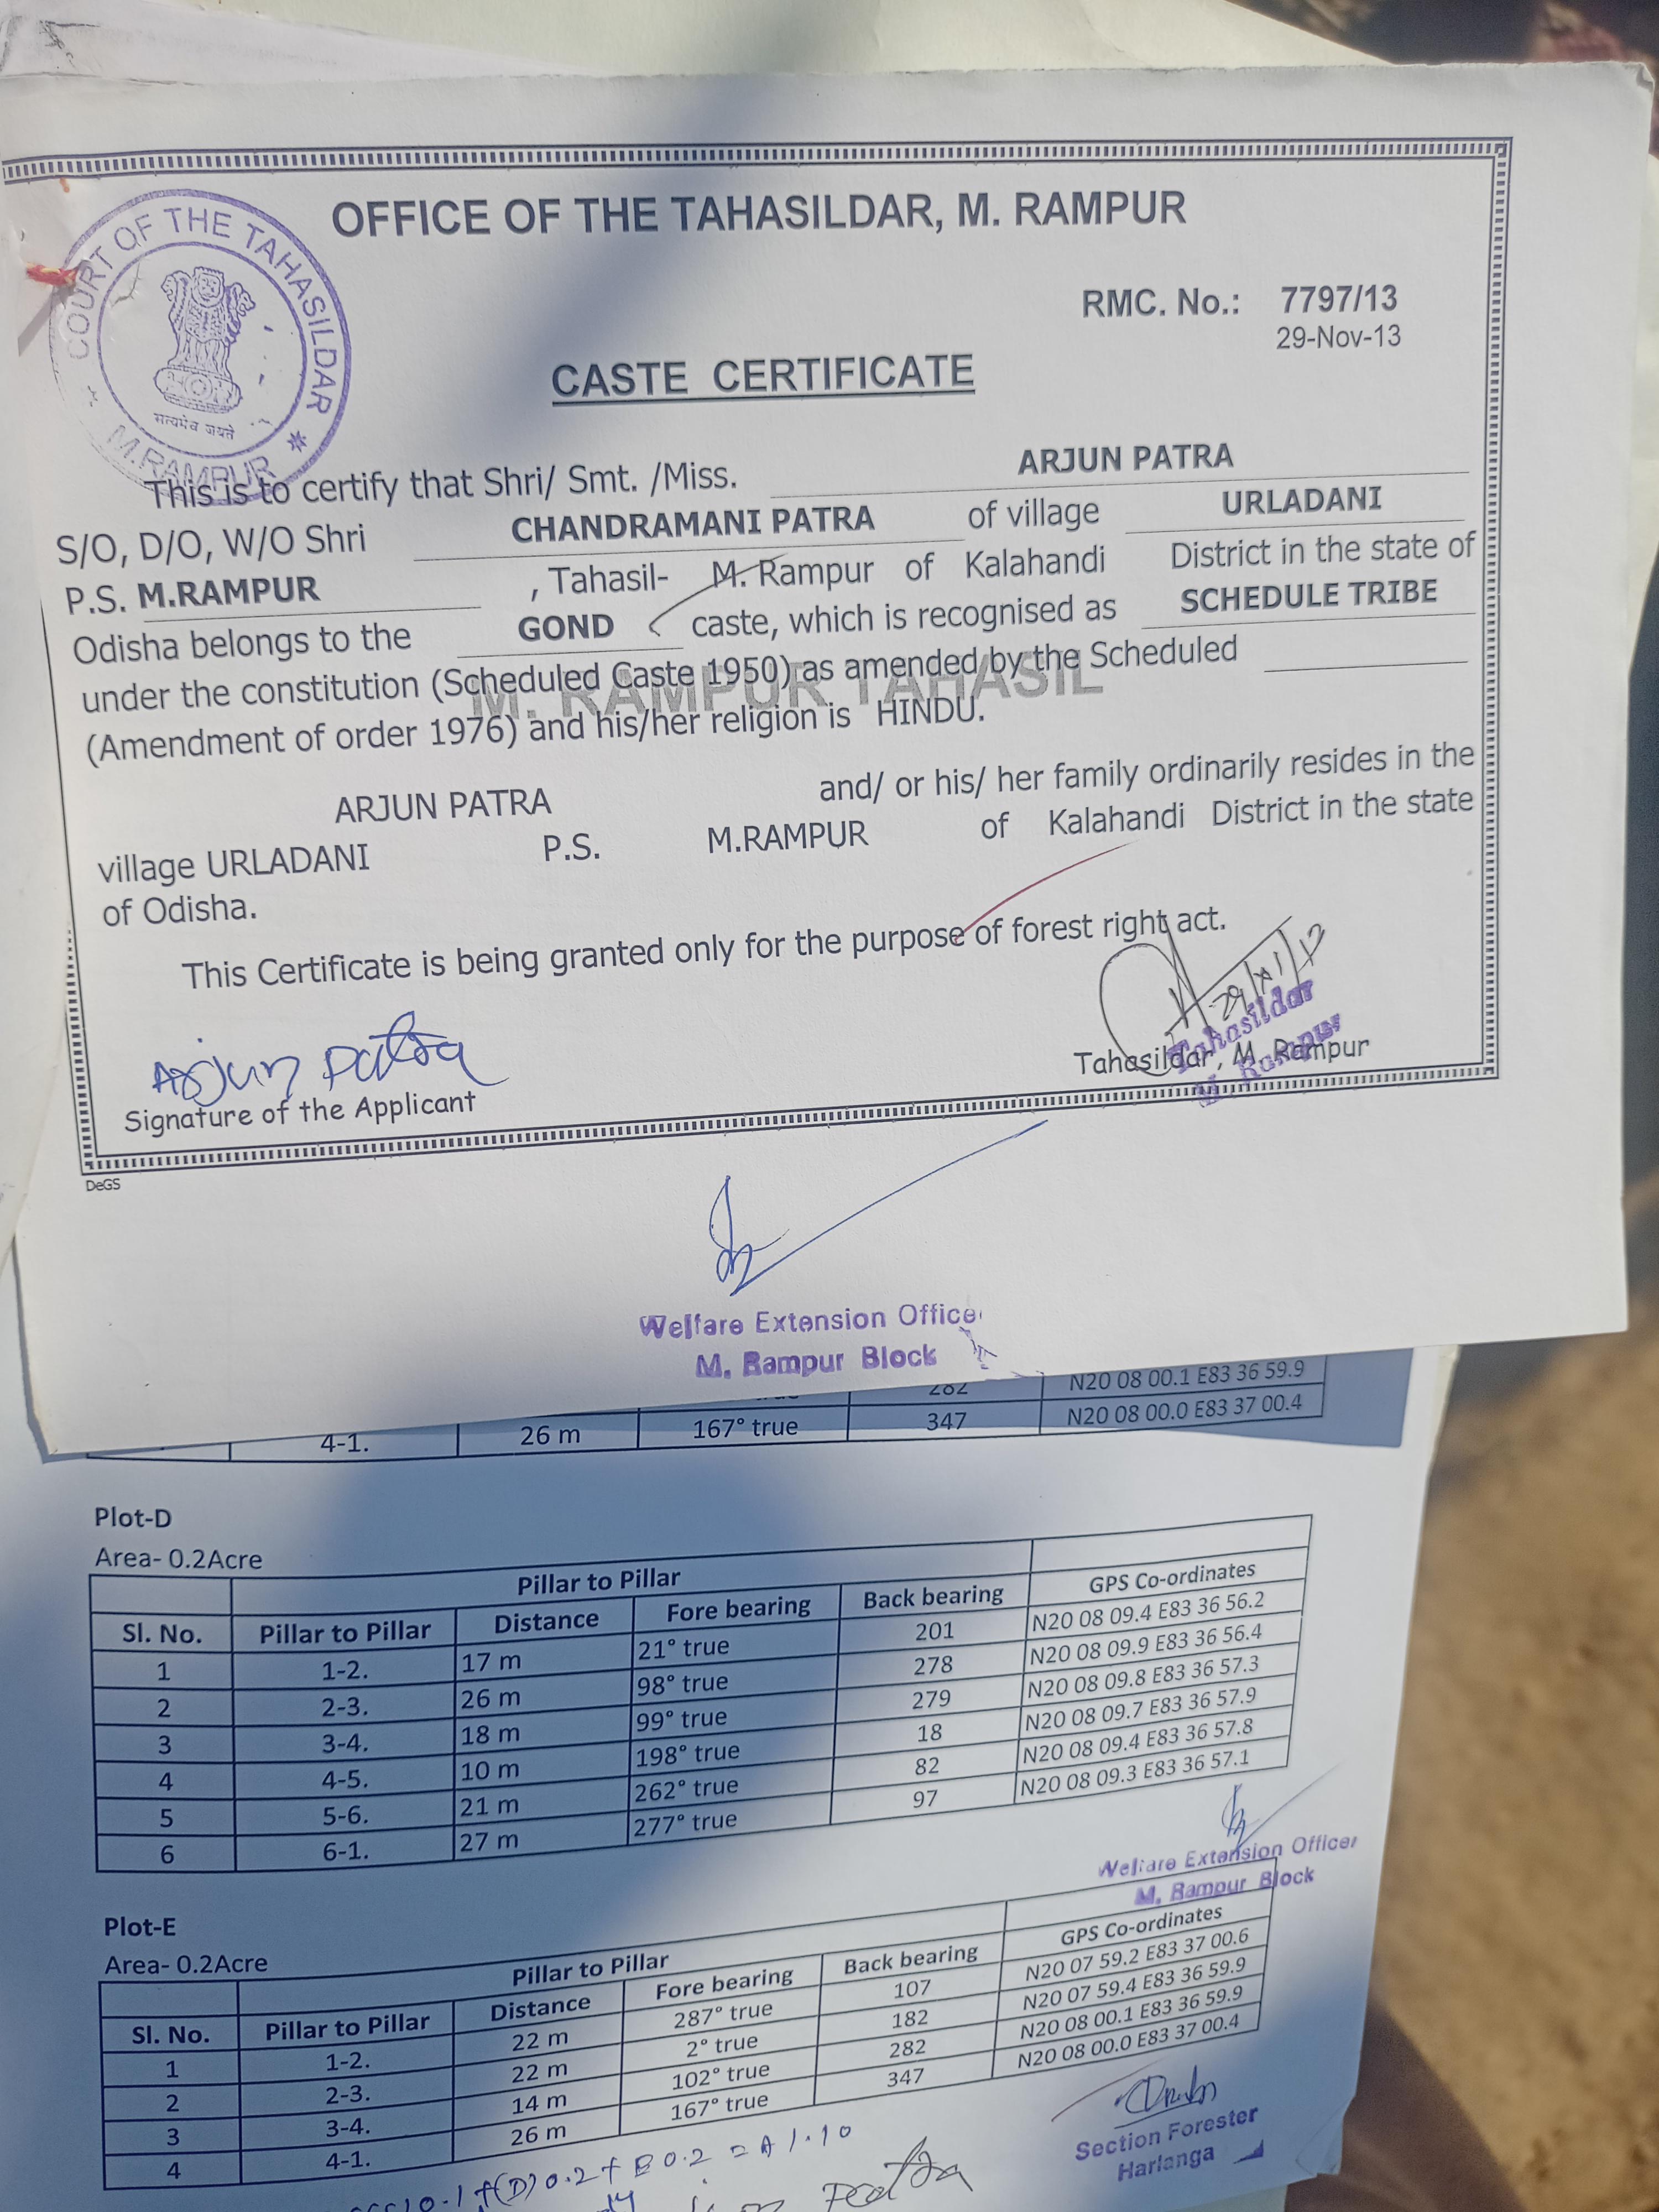 OFFICE OF THE TAHASILDAR, M. RAMPUR
COURT OF THE TAHASILDAR
M.RAMPUR
सत्यमेव जयते
RMC. No.: 7797/13
29-Nov-13
CASTE CERTIFICATE
This is to certify that Shri/ Smt. /Miss. ARJUN PATRA
S/O, D/O, W/O Shri CHANDRAMANI PATRA of village URLADANI
P.S. M.RAMPUR , Tahasil- M. Rampur of Kalahandi District in the state of
Odisha belongs to the GOND caste, which is recognised as SCHEDULE TRIBE
under the constitution (Scheduled Caste 1950) as amended by the Scheduled
M. RAMPUR TAHASIL
(Amendment of order 1976) and his/her religion is HINDU.
ARJUN PATRA and/ or his/ her family ordinarily resides in the
village URLADANI P.S. M.RAMPUR of Kalahandi District in the state
of Odisha.
This Certificate is being granted only for the purpose of forest right act.
Arjun Patra
Signature of the Applicant
Tahasildar, M. Rampur
Tahasildar
M. Rampur
DeGS
Welfare Extension Officer
M. Rampur Block
282 N20 08 00.1 E83 36 59.9
4-1. 26 m 167° true 347 N20 08 00.0 E83 37 00.4
Plot-D
Area- 0.2Acre
Pillar to Pillar
Sl. No. Pillar to Pillar Distance Fore bearing Back bearing GPS Co-ordinates
1 1-2. 17 m 21° true 201 N20 08 09.4 E83 36 56.2
2 2-3. 26 m 98° true 278 N20 08 09.9 E83 36 56.4
3 3-4. 18 m 99° true 279 N20 08 09.8 E83 36 57.3
4 4-5. 10 m 198° true 18 N20 08 09.7 E83 36 57.9
5 5-6. 21 m 262° true 82 N20 08 09.4 E83 36 57.8
6 6-1. 27 m 277° true 97 N20 08 09.3 E83 36 57.1
Welfare Extension Officer
M. Rampur Block
Plot-E
Area- 0.2Acre
Pillar to Pillar
Sl. No. Pillar to Pillar Distance Fore bearing Back bearing GPS Co-ordinates
1 1-2. 22 m 287° true 107 N20 07 59.2 E83 37 00.6
2 2-3. 22 m 2° true 182 N20 07 59.4 E83 36 59.9
3 3-4. 14 m 102° true 282 N20 08 00.1 E83 36 59.9
4 4-1. 26 m 167° true 347 N20 08 00.0 E83 37 00.4
0.1 + (D) 0.2 + E 0.2 = A 1.10
Section Forester
Harlanga
Patra